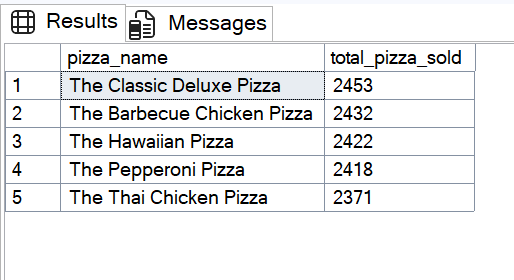 Results Messages
pizza_name total_pizza_sold
1 The Classic Deluxe Pizza 2453
2 The Barbecue Chicken Pizza 2432
3 The Hawaiian Pizza 2422
4 The Pepperoni Pizza 2418
5 The Thai Chicken Pizza 2371